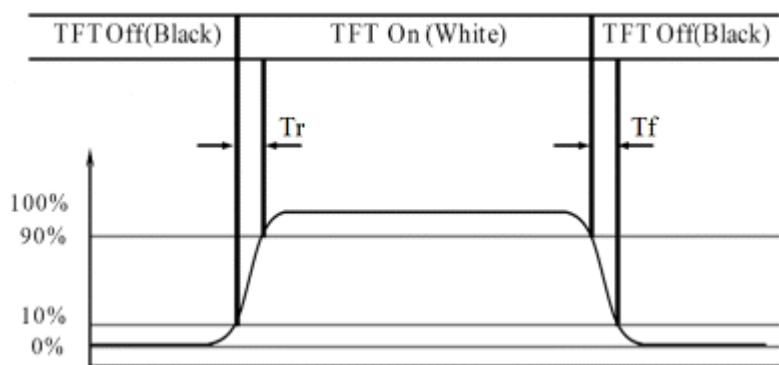 TFT Off(Black) TFT On (White) TFT Off(Black)
Tr Tf
100%
90%
10%
0%